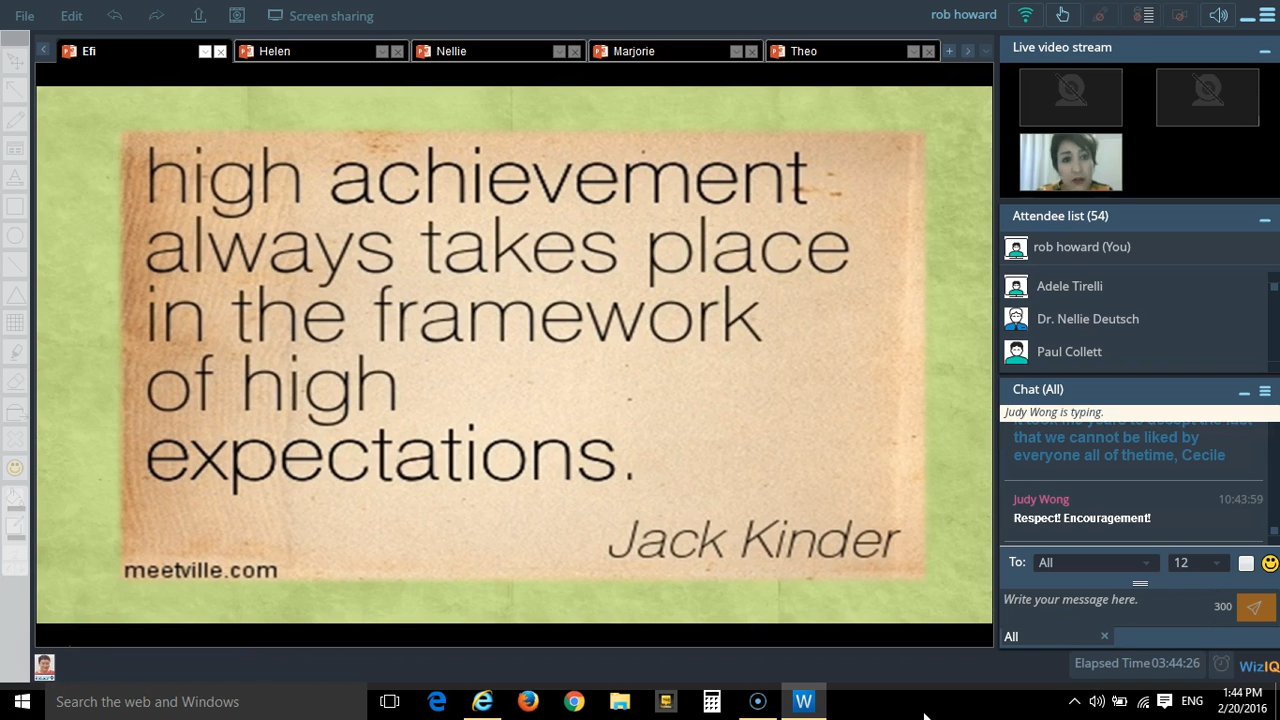 File
Edit
Screen sharing
rob howard
Efi
Helen
Nellie
Marjorie
Theo
high achievement
always takes place
in the framework
of high
expectations.
Jack Kinder
meetville.com
Live video stream
Attendee list (54)
rob howard (You)
Adele Tirelli
Dr. Nellie Deutsch
Paul Collett
Chat (All)
Judy Wong is typing.
that we cannot be liked by
everyone all of thetime, Cecile
Judy Wong
10:43:59
Respect! Encouragement!
To:
All
12
Write your message here.
300
All
Elapsed Time 03:44:26
WizIQ
Search the web and Windows
ENG
1:44 PM
2/20/2016